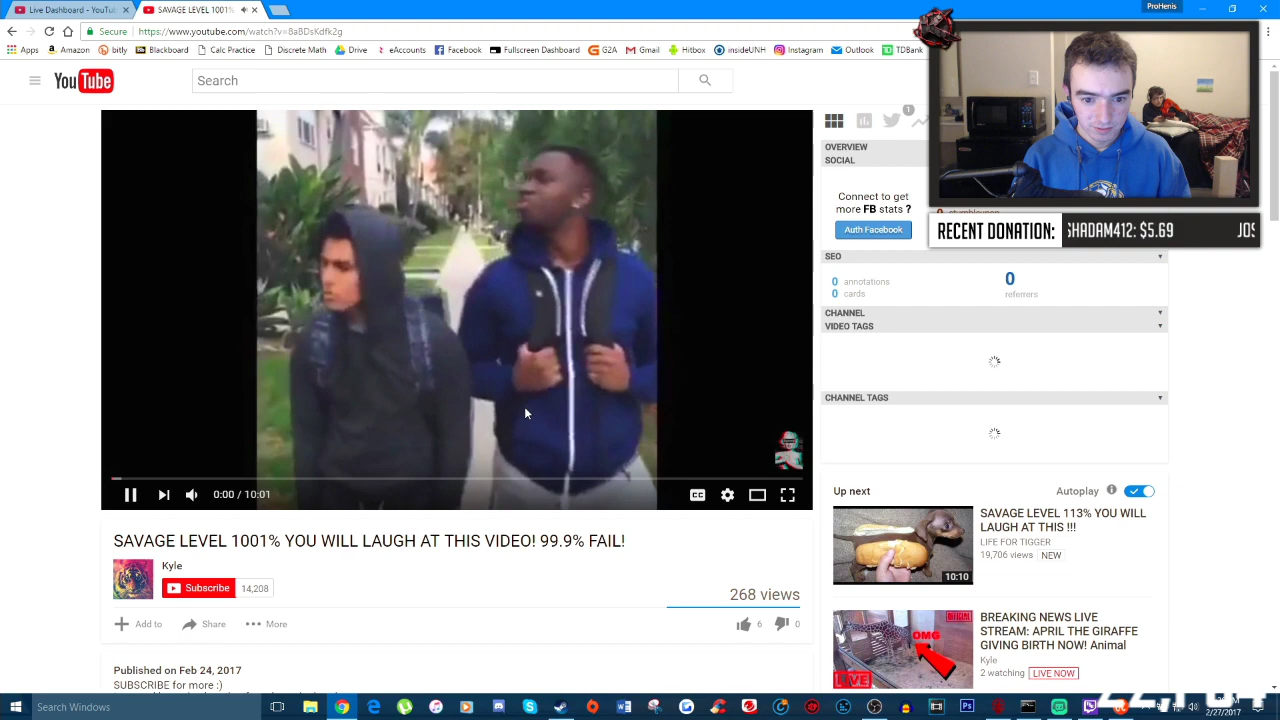 Live Dashboard - YouTub
SAVAGE LEVEL 1001%
ProHenis
Secure
https://www.youtube.com/watch?v=8aBDsKdfk2g
Apps
Amazon
bitly
Blackboard
Calc Practice
Discrete Math
Drive
eAccounts
Facebook
Fullscreen Dashboard
G2A
Gmail
Hitbox
insideUNH
Instagram
Outlook
TDBank
YouTube
Search
1
OVERVIEW
SOCIAL
Connect to get
more FB stats ?
Auth Facebook
0 stumbleupon
RECENT DONATION:
SHADAM412: $5.69
JOS
SEO
0 annotations
0 cards
0
referrers
CHANNEL
VIDEO TAGS
CHANNEL TAGS
0:00 / 10:01
CC
Up next
Autoplay
SAVAGE LEVEL 1001% YOU WILL LAUGH AT THIS VIDEO! 99.9% FAIL!
Kyle
Subscribe
14,208
268 views
Add to
Share
More
6
0
Published on Feb 24, 2017
SUBSCRIBE for more :)
SAVAGE LEVEL 113% YOU WILL
LAUGH AT THIS !!!
LIFE FOR TIGGER
19,706 views
NEW
10:10
BREAKING NEWS LIVE
STREAM: APRIL THE GIRAFFE
GIVING BIRTH NOW! Animal
Kyle
2 watching
LIVE NOW
OMG
LIVE
Search Windows
2/27/2017